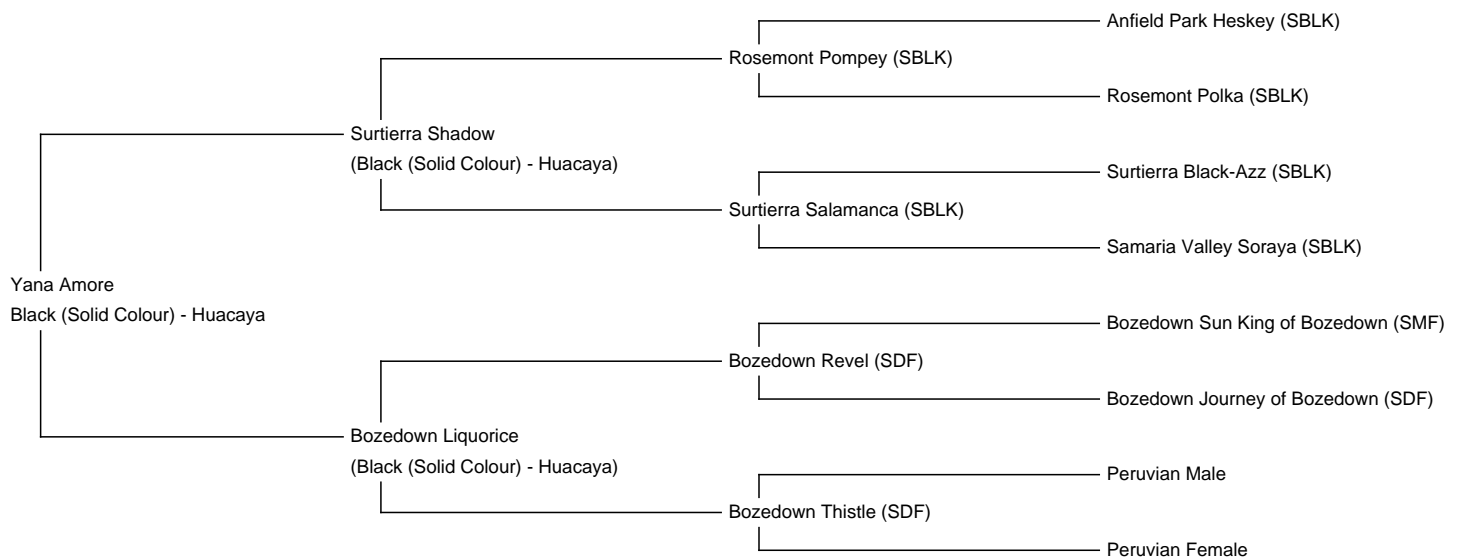 Anfield Park Heskey (SBLK)
Rosemont Pompey (SBLK)
Rosemont Polka (SBLK)
Surtierra Shadow
(Black (Solid Colour) - Huacaya)
Surtierra Black-Azz (SBLK)
Surtierra Salamanca (SBLK)
Samaria Valley Soraya (SBLK)
Yana Amore
Black (Solid Colour) - Huacaya
Bozedown Sun King of Bozedown (SMF)
Bozedown Revel (SDF)
Bozedown Journey of Bozedown (SDF)
Bozedown Liquorice
(Black (Solid Colour) - Huacaya)
Peruvian Male
Bozedown Thistle (SDF)
Peruvian Female